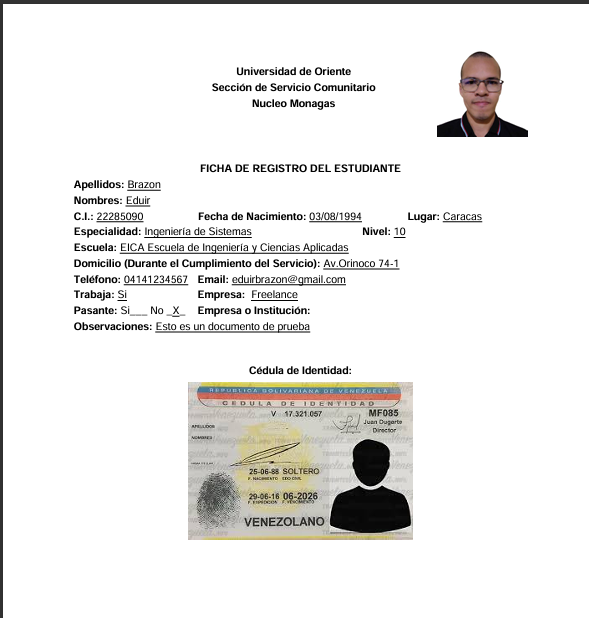 Universidad de Oriente
Sección de Servicio Comunitario
Nucleo Monagas
FICHA DE REGISTRO DEL ESTUDIANTE
Apellidos: Brazon
Nombres: Eduir
C.I.: 22285090 Fecha de Nacimiento: 03/08/1994 Lugar: Caracas
Especialidad: Ingeniería de Sistemas Nivel: 10
Escuela: EICA Escuela de Ingeniería y Ciencias Aplicadas
Domicilio (Durante el Cumplimiento del Servicio): Av.Orinoco 74-1
Teléfono: 04141234567 Email: eduirbrazon@gmail.com
Trabaja: Si Empresa: Freelance
Pasante: Si___ No _X_ Empresa o Institución:
Observaciones: Esto es un documento de prueba
Cédula de Identidad:
REPUBLICA BOLIVARIANA DE VENEZUELA
CEDULA DE IDENTIDAD
V 17.321.057 MF085
Juan Dugarte
Director
APELLIDOS
NOMBRES
25-06-88 SOLTERO
F. NACIMIENTO EDO CIVIL
29-06-16 06-2026
F. EXPEDICION F. VENCIMIENTO
VENEZOLANO